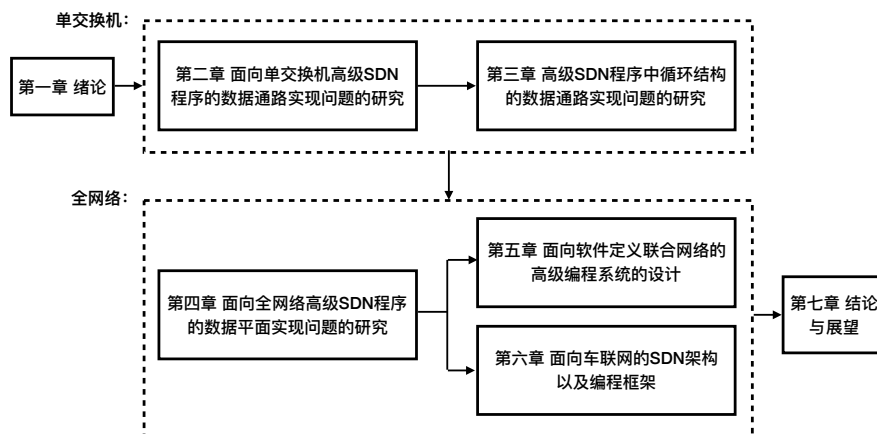 单交换机：
第一章 绪论
第二章 面向单交换机高级SDN
程序的数据通路实现问题的研究
第三章 高级SDN程序中循环结构
的数据通路实现问题的研究
全网络：
第四章 面向全网络高级SDN程序
的数据平面实现问题的研究
第五章 面向软件定义联合网络的
高级编程系统的设计
第六章 面向车联网的SDN架构
以及编程框架
第七章 结论
与展望